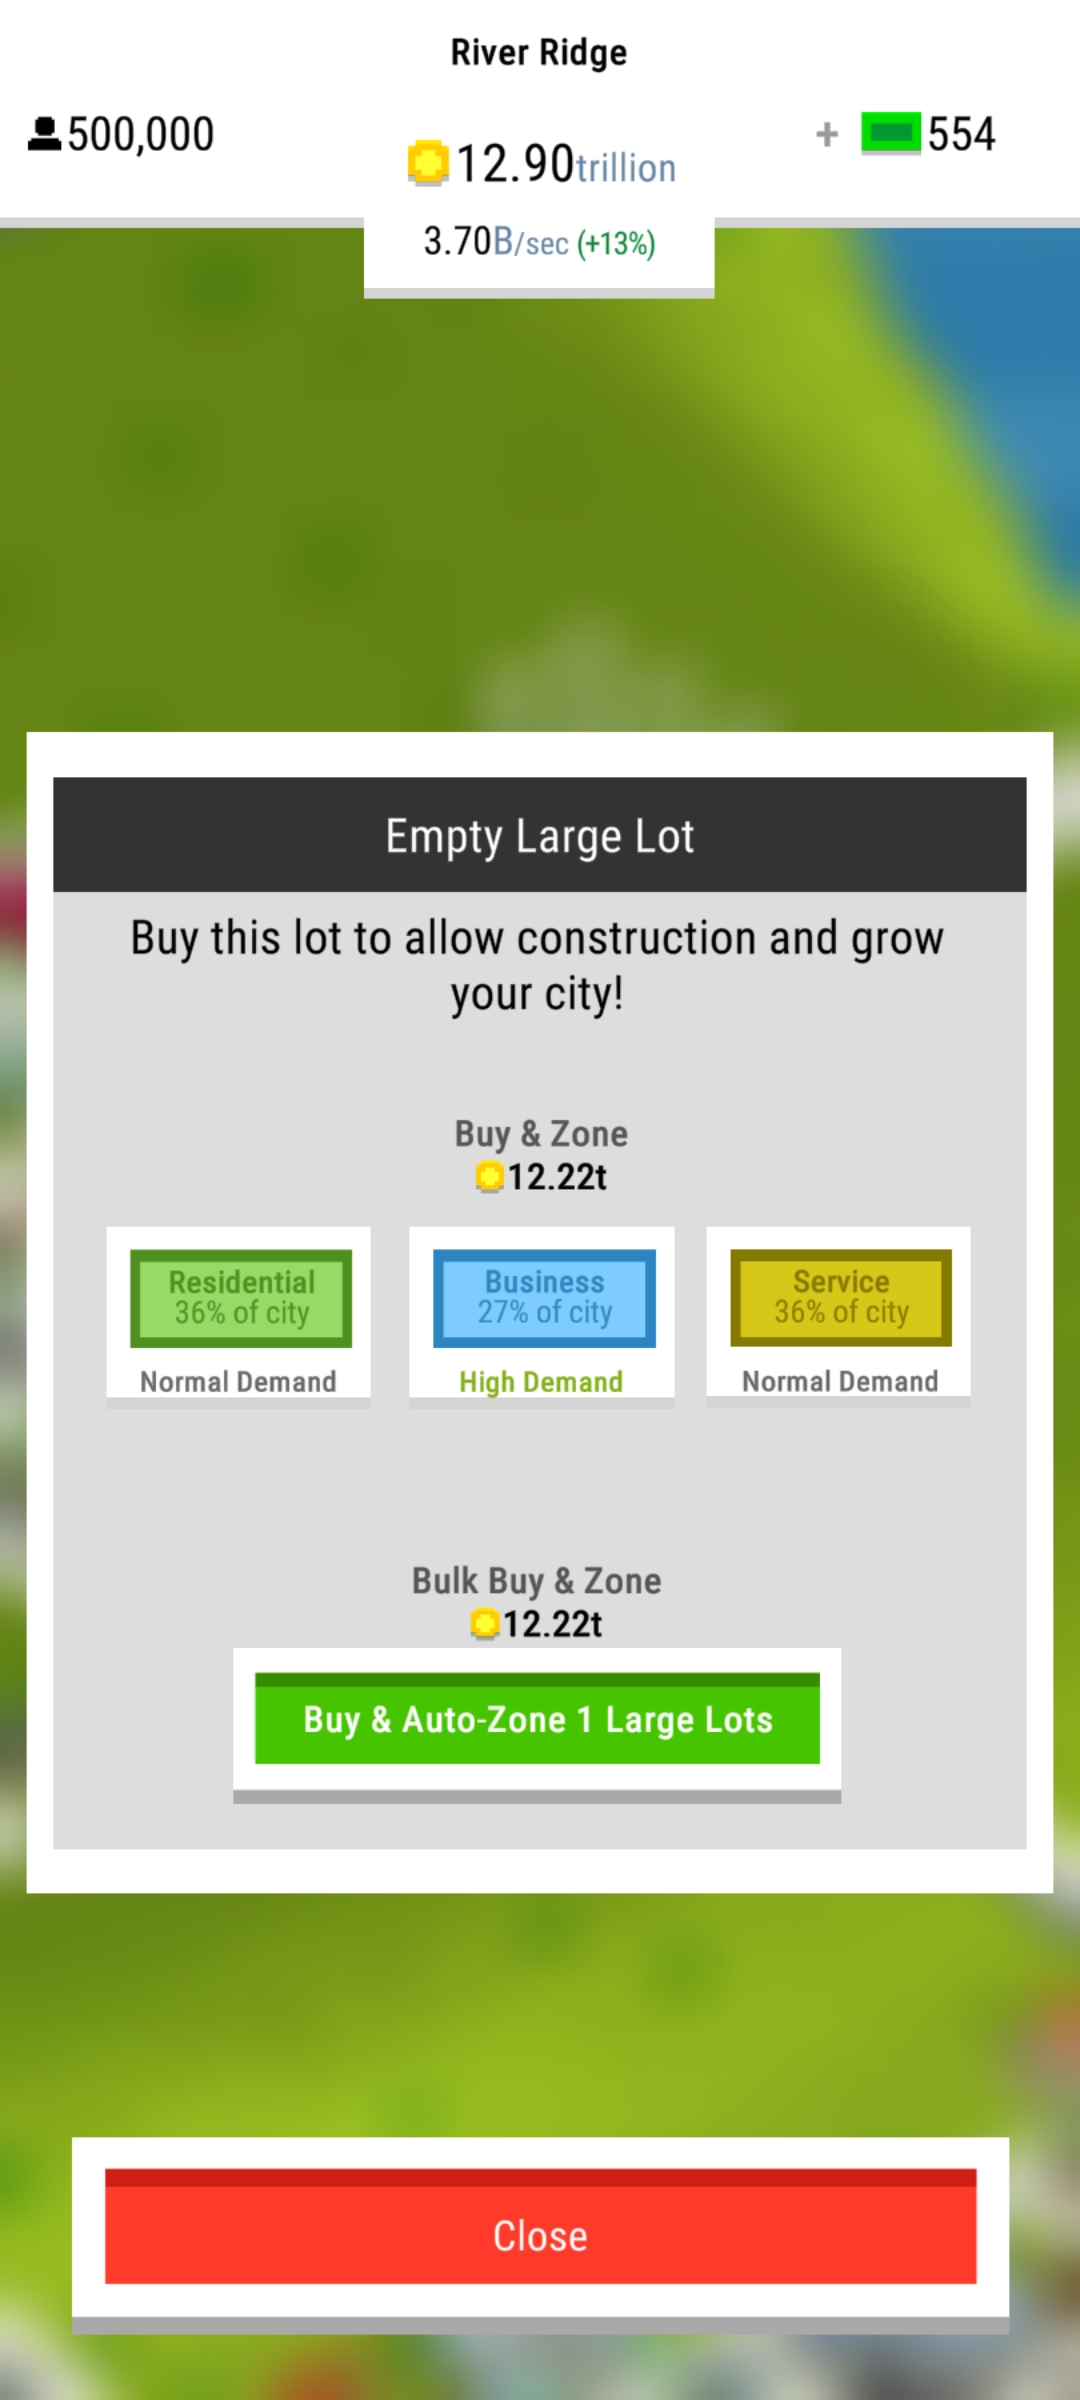 River Ridge
500,000
12.90trillion
+ 554
3.70B/sec (+13%)
Empty Large Lot
Buy this lot to allow construction and grow
your city!
Buy & Zone
12.22t
Residential
36% of city
Normal Demand
Business
27% of city
High Demand
Service
36% of city
Normal Demand
Bulk Buy & Zone
12.22t
Buy & Auto-Zone 1 Large Lots
Close